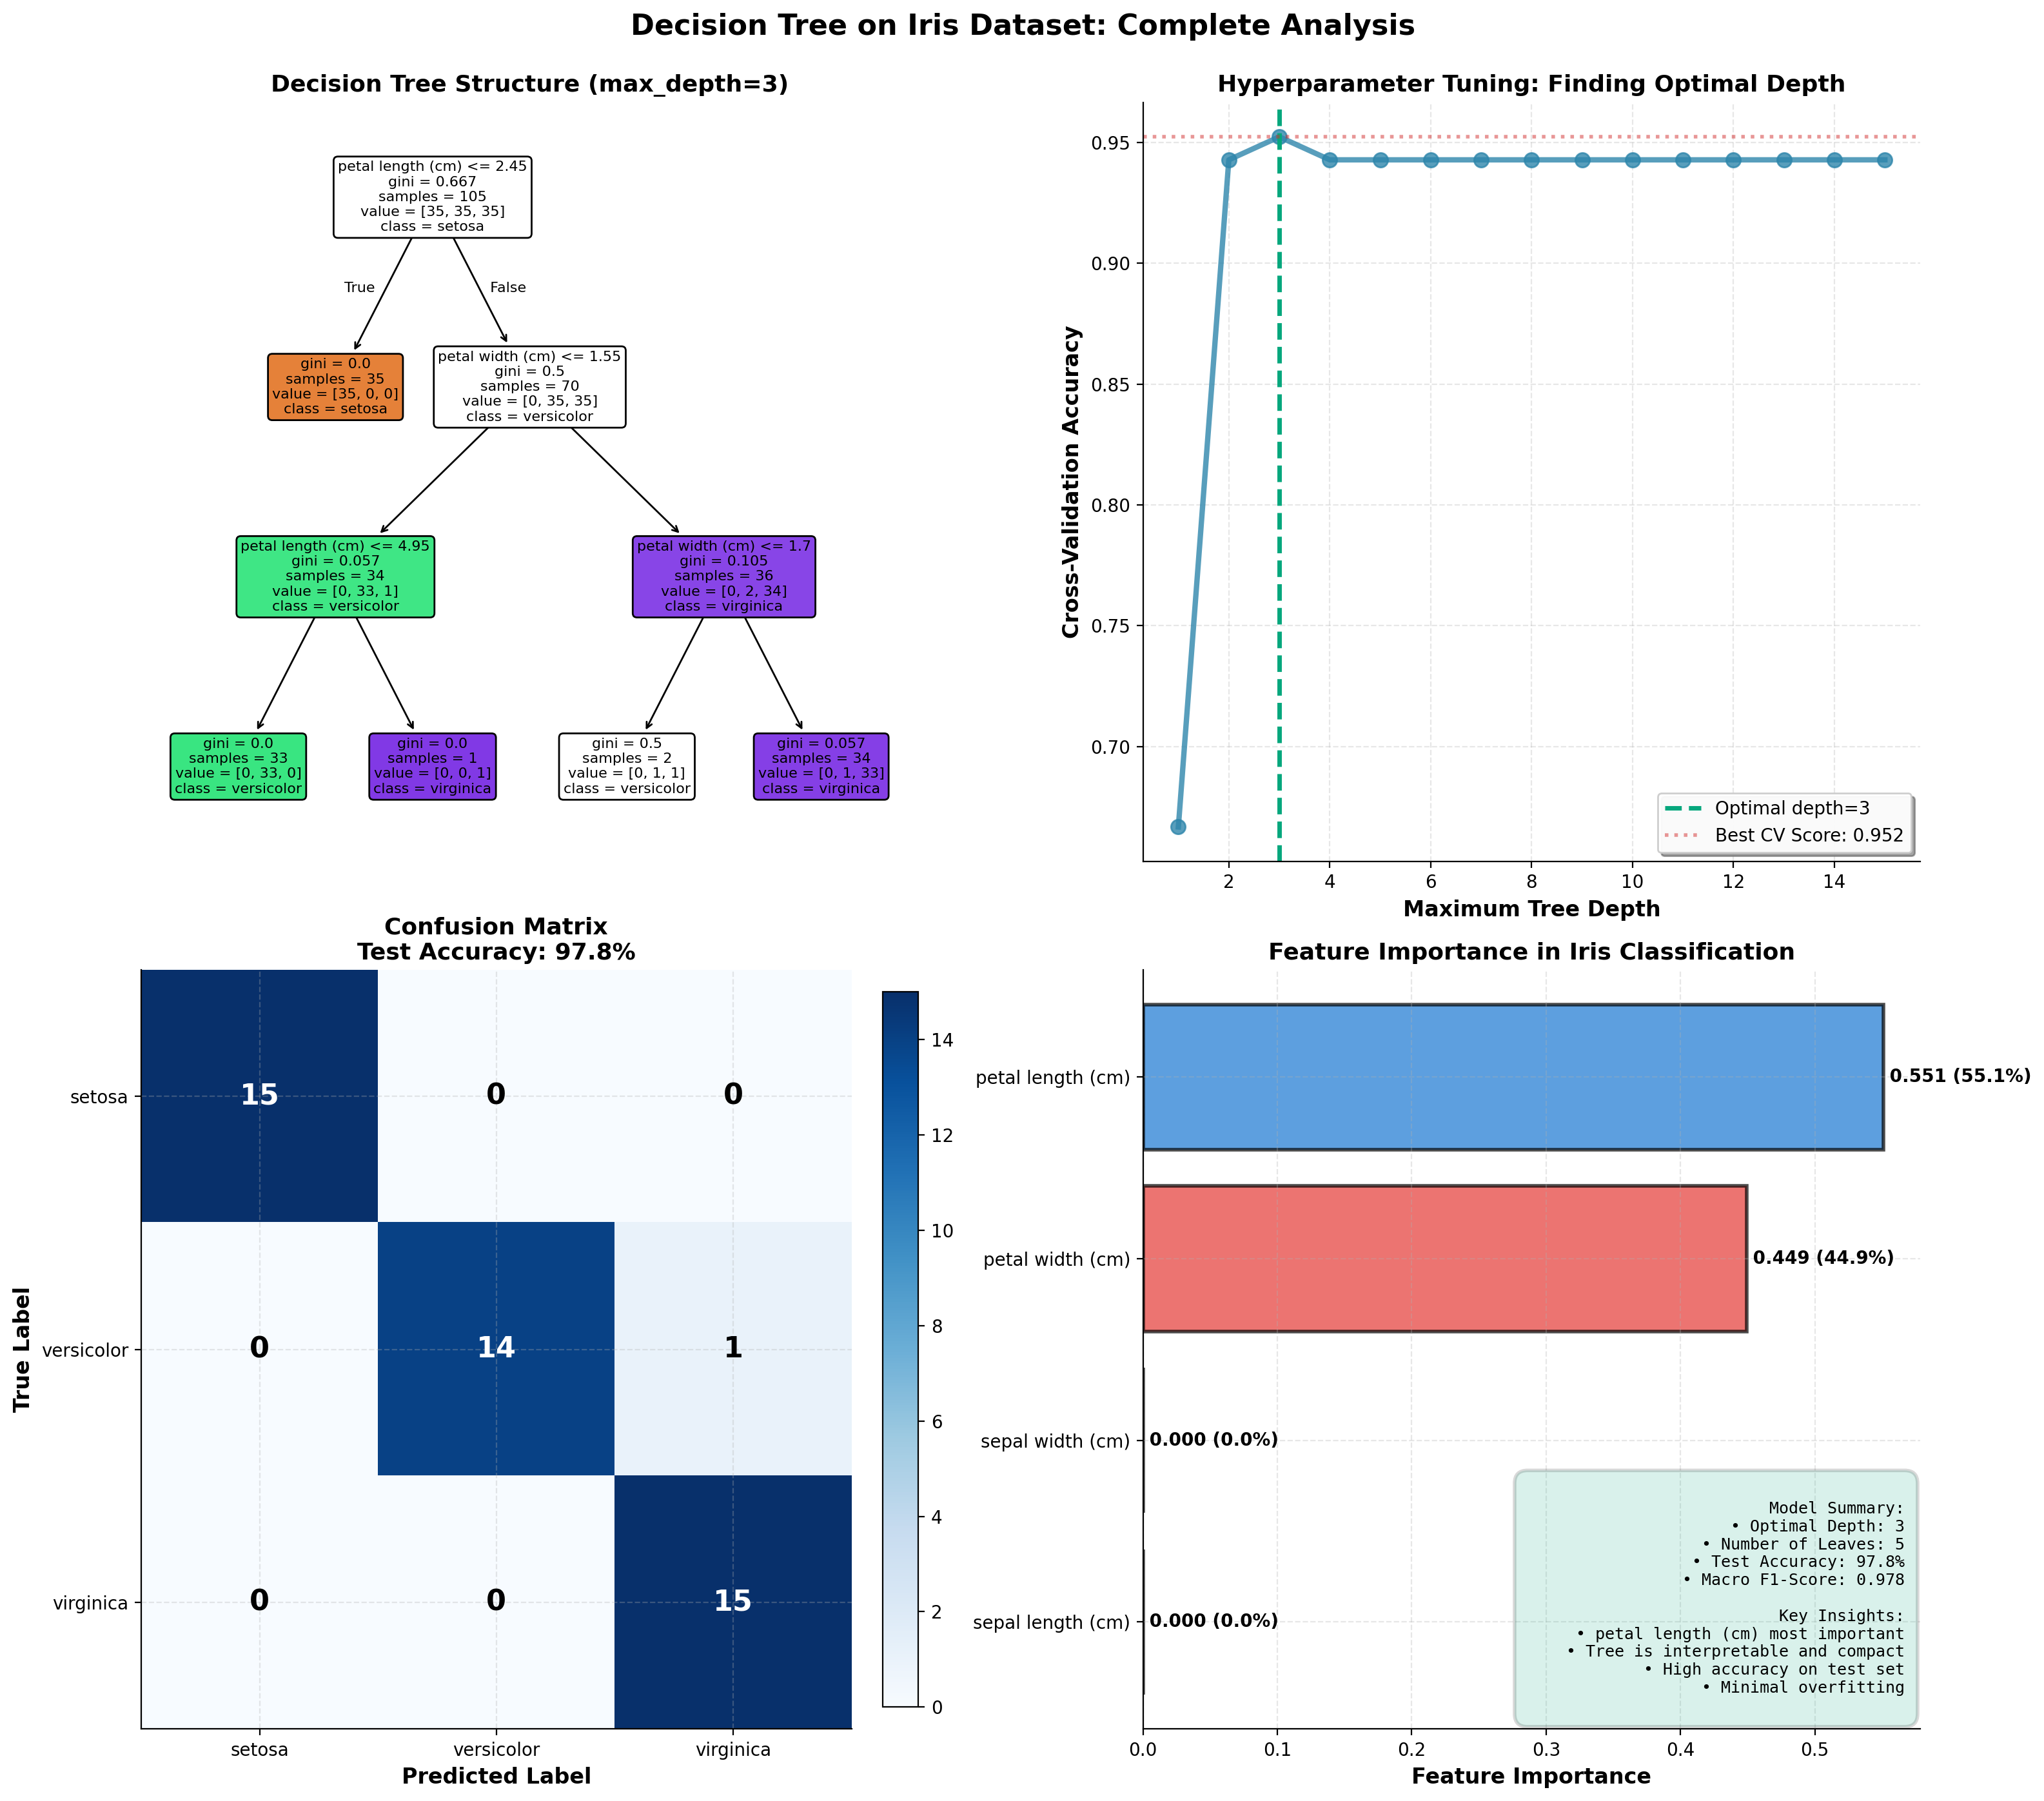 Decision Tree on Iris Dataset: Complete Analysis
Decision Tree Structure (max_depth=3)
petal length (cm) <= 2.45
gini = 0.667
samples = 105
value = [35, 35, 35]
class = setosa
True
False
gini = 0.0
samples = 35
value = [35, 0, 0]
class = setosa
petal width (cm) <= 1.55
gini = 0.5
samples = 70
value = [0, 35, 35]
class = versicolor
petal length (cm) <= 4.95
gini = 0.057
samples = 34
value = [0, 33, 1]
class = versicolor
petal width (cm) <= 1.7
gini = 0.105
samples = 36
value = [0, 2, 34]
class = virginica
gini = 0.0
samples = 33
value = [0, 33, 0]
class = versicolor
gini = 0.0
samples = 1
value = [0, 0, 1]
class = virginica
gini = 0.5
samples = 2
value = [0, 1, 1]
class = versicolor
gini = 0.057
samples = 34
value = [0, 1, 33]
class = virginica
Hyperparameter Tuning: Finding Optimal Depth
Cross-Validation Accuracy
0.95
0.90
0.85
0.80
0.75
0.70
Optimal depth=3
Best CV Score: 0.952
2
4
6
8
10
12
14
Maximum Tree Depth
Confusion Matrix
Test Accuracy: 97.8%
True Label
setosa
15
0
0
versicolor
0
14
1
virginica
0
0
15
setosa
versicolor
virginica
Predicted Label
14
12
10
8
6
4
2
0
Feature Importance in Iris Classification
petal length (cm)
0.551 (55.1%)
petal width (cm)
0.449 (44.9%)
sepal width (cm)
0.000 (0.0%)
sepal length (cm)
0.000 (0.0%)
Model Summary:
• Optimal Depth: 3
• Number of Leaves: 5
• Test Accuracy: 97.8%
• Macro F1-Score: 0.978
Key Insights:
• petal length (cm) most important
• Tree is interpretable and compact
• High accuracy on test set
• Minimal overfitting
0.0
0.1
0.2
0.3
0.4
0.5
Feature Importance